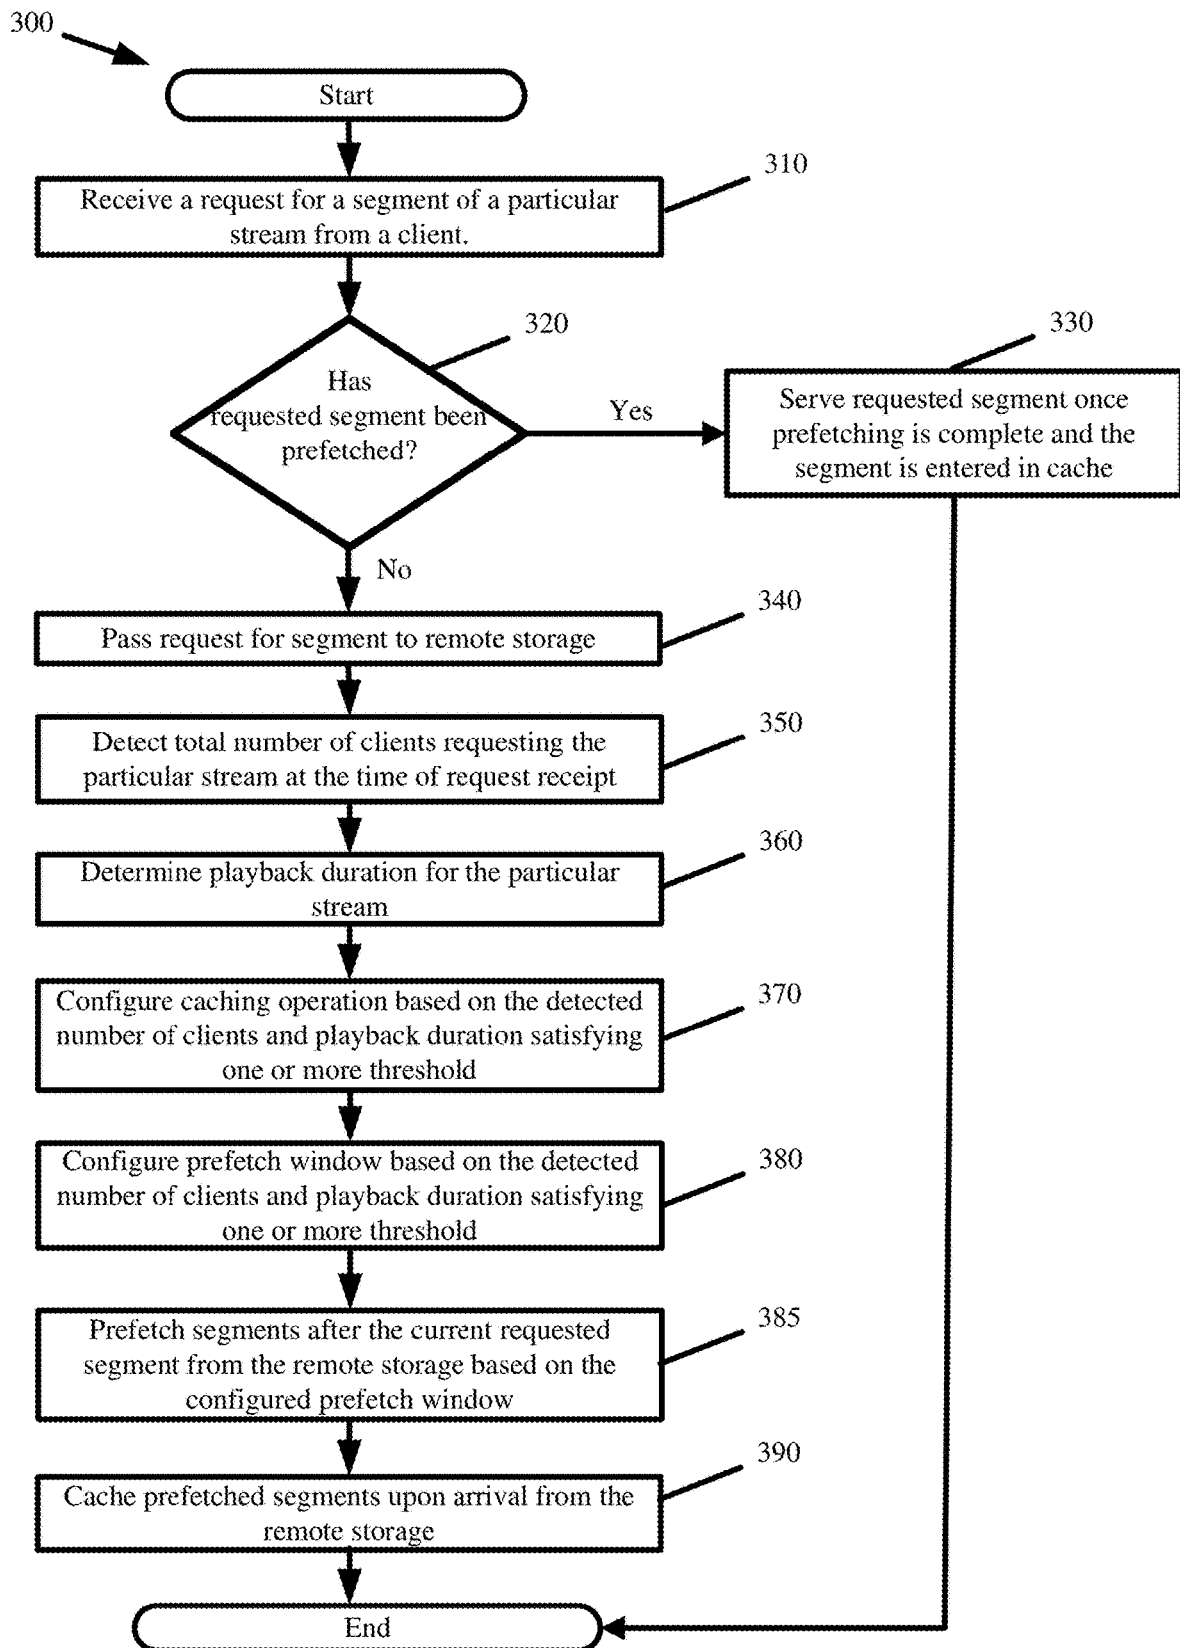 300
Start
310
Receive a request for a segment of a particular
stream from a client.
320
Has
requested segment been
prefetched?
Yes
330
Serve requested segment once
prefetching is complete and the
segment is entered in cache
No
340
Pass request for segment to remote storage
350
Detect total number of clients requesting the
particular stream at the time of request receipt
360
Determine playback duration for the particular
stream
370
Configure caching operation based on the detected
number of clients and playback duration satisfying
one or more threshold
380
Configure prefetch window based on the detected
number of clients and playback duration satisfying
one or more threshold
385
Prefetch segments after the current requested
segment from the remote storage based on the
configured prefetch window
390
Cache prefetched segments upon arrival from the
remote storage
End